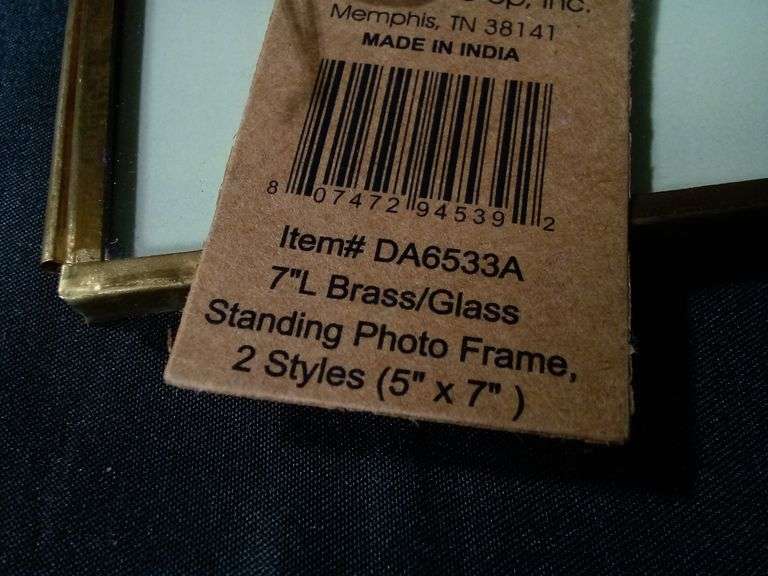 Inc.
Memphis, TN 38141
MADE IN INDIA
8 07472 94539 2
Item# DA6533A
7"L Brass/Glass
Standing Photo Frame,
2 Styles (5" x 7" )